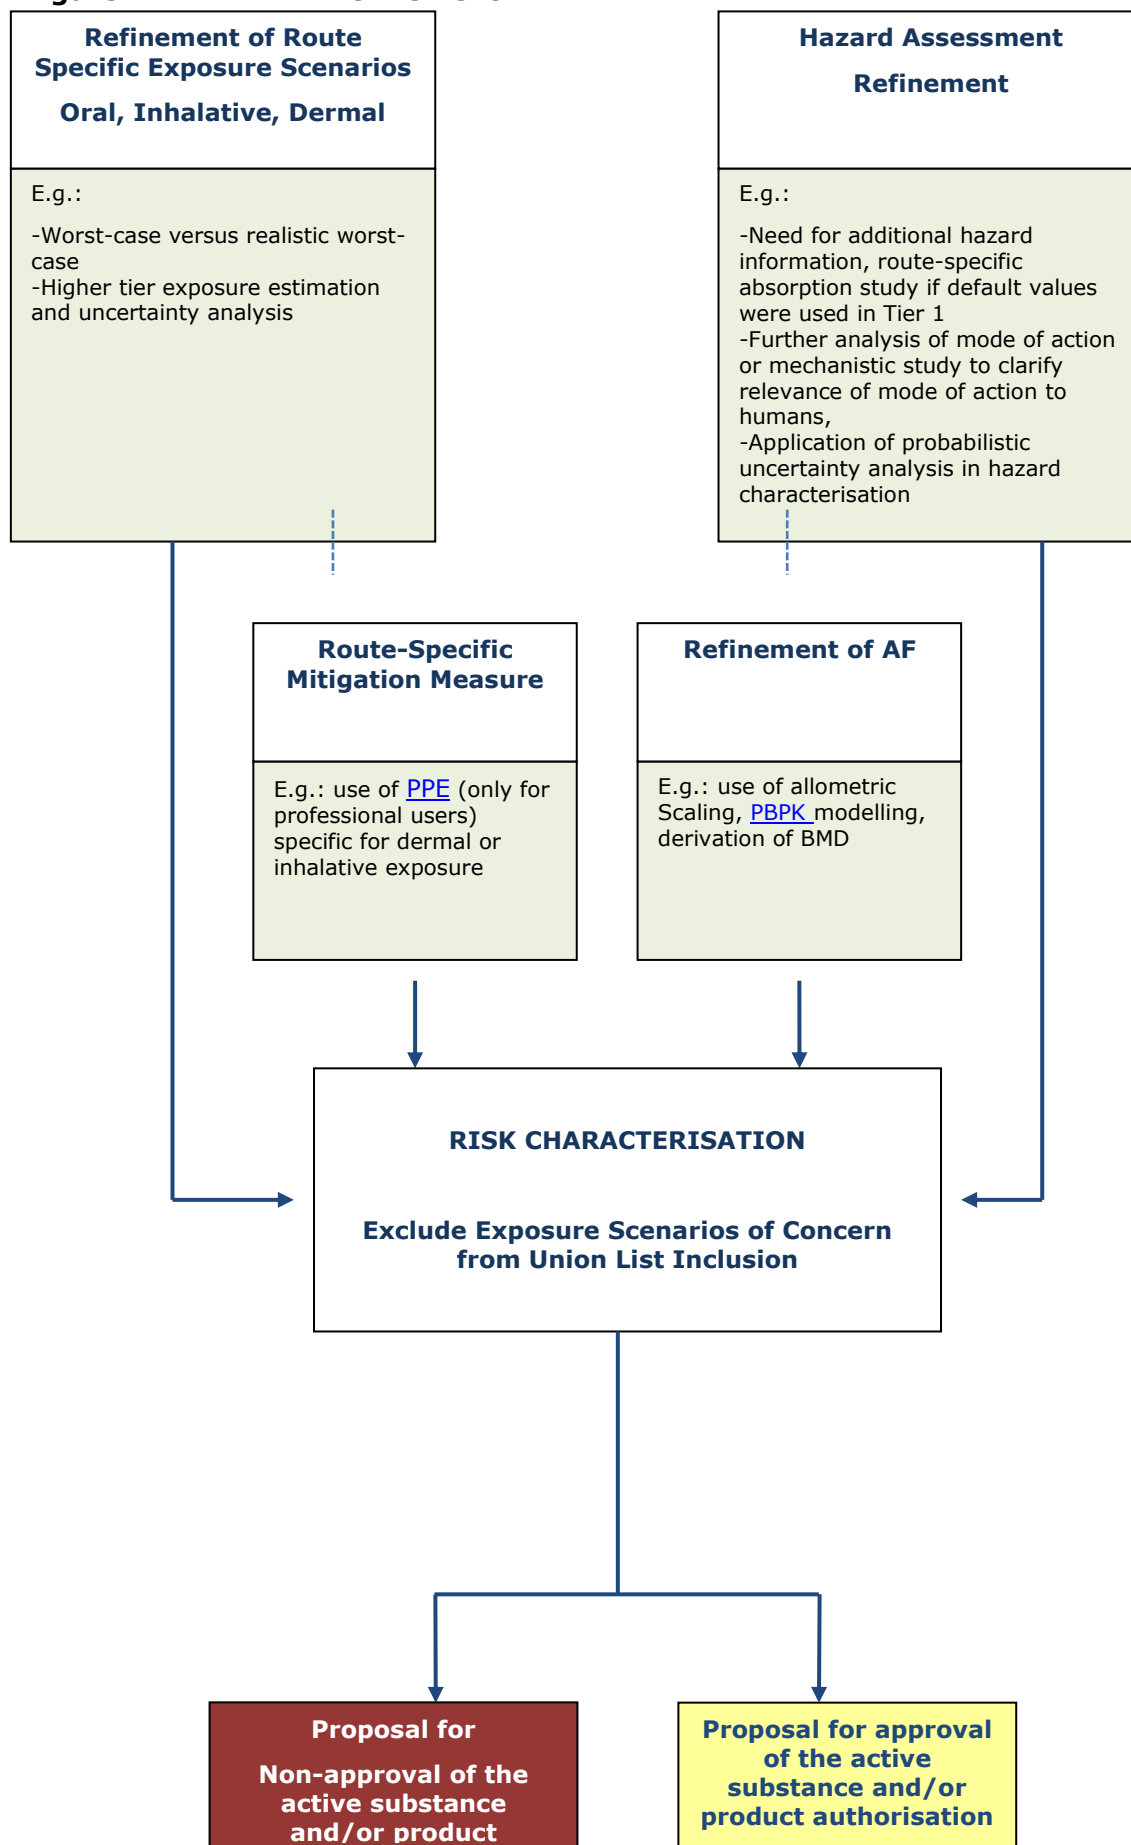 Refinement of Route
Specific Exposure Scenarios
Oral, Inhalative, Dermal
E.g.:
-Worst-case versus realistic worst-
case
-Higher tier exposure estimation
and uncertainty analysis
Hazard Assessment
Refinement
E.g.:
-Need for additional hazard
information, route-specific
absorption study if default values
were used in Tier 1
-Further analysis of mode of action
or mechanistic study to clarify
relevance of mode of action to
humans,
-Application of probabilistic
uncertainty analysis in hazard
characterisation
Route-Specific
Mitigation Measure
E.g.: use of PPE (only for
professional users)
specific for dermal or
inhalative exposure
Refinement of AF
E.g.: use of allometric
Scaling, PBPK modelling,
derivation of BMD
RISK CHARACTERISATION
Exclude Exposure Scenarios of Concern
from Union List Inclusion
Proposal for
Non-approval of the
active substance
and/or product
Proposal for approval
of the active
substance and/or
product authorisation